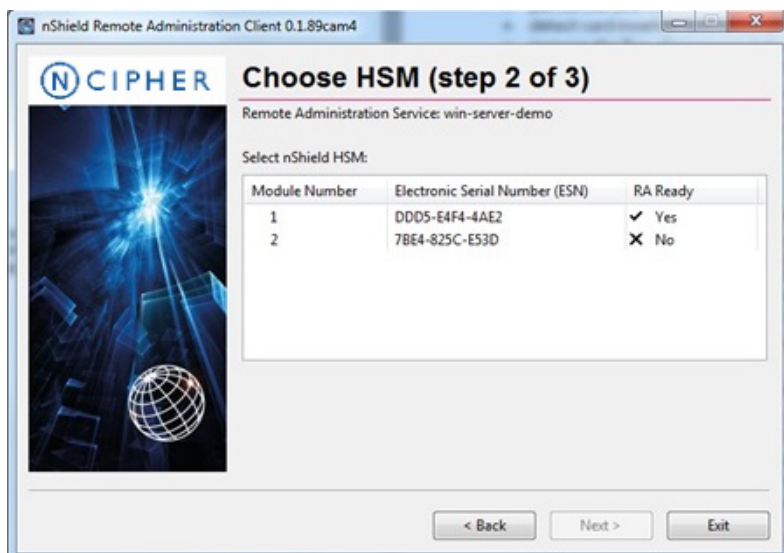 nShield Remote Administration Client 0.1.89cam4
N CIPHER
Choose HSM (step 2 of 3)
Remote Administration Service: win-server-demo
Select nShield HSM:
Module Number Electronic Serial Number (ESN) RA Ready
1 DDD5-E4F4-4AE2 ✔ Yes
2 7BE4-825C-E53D ✕ No
< Back Next > Exit